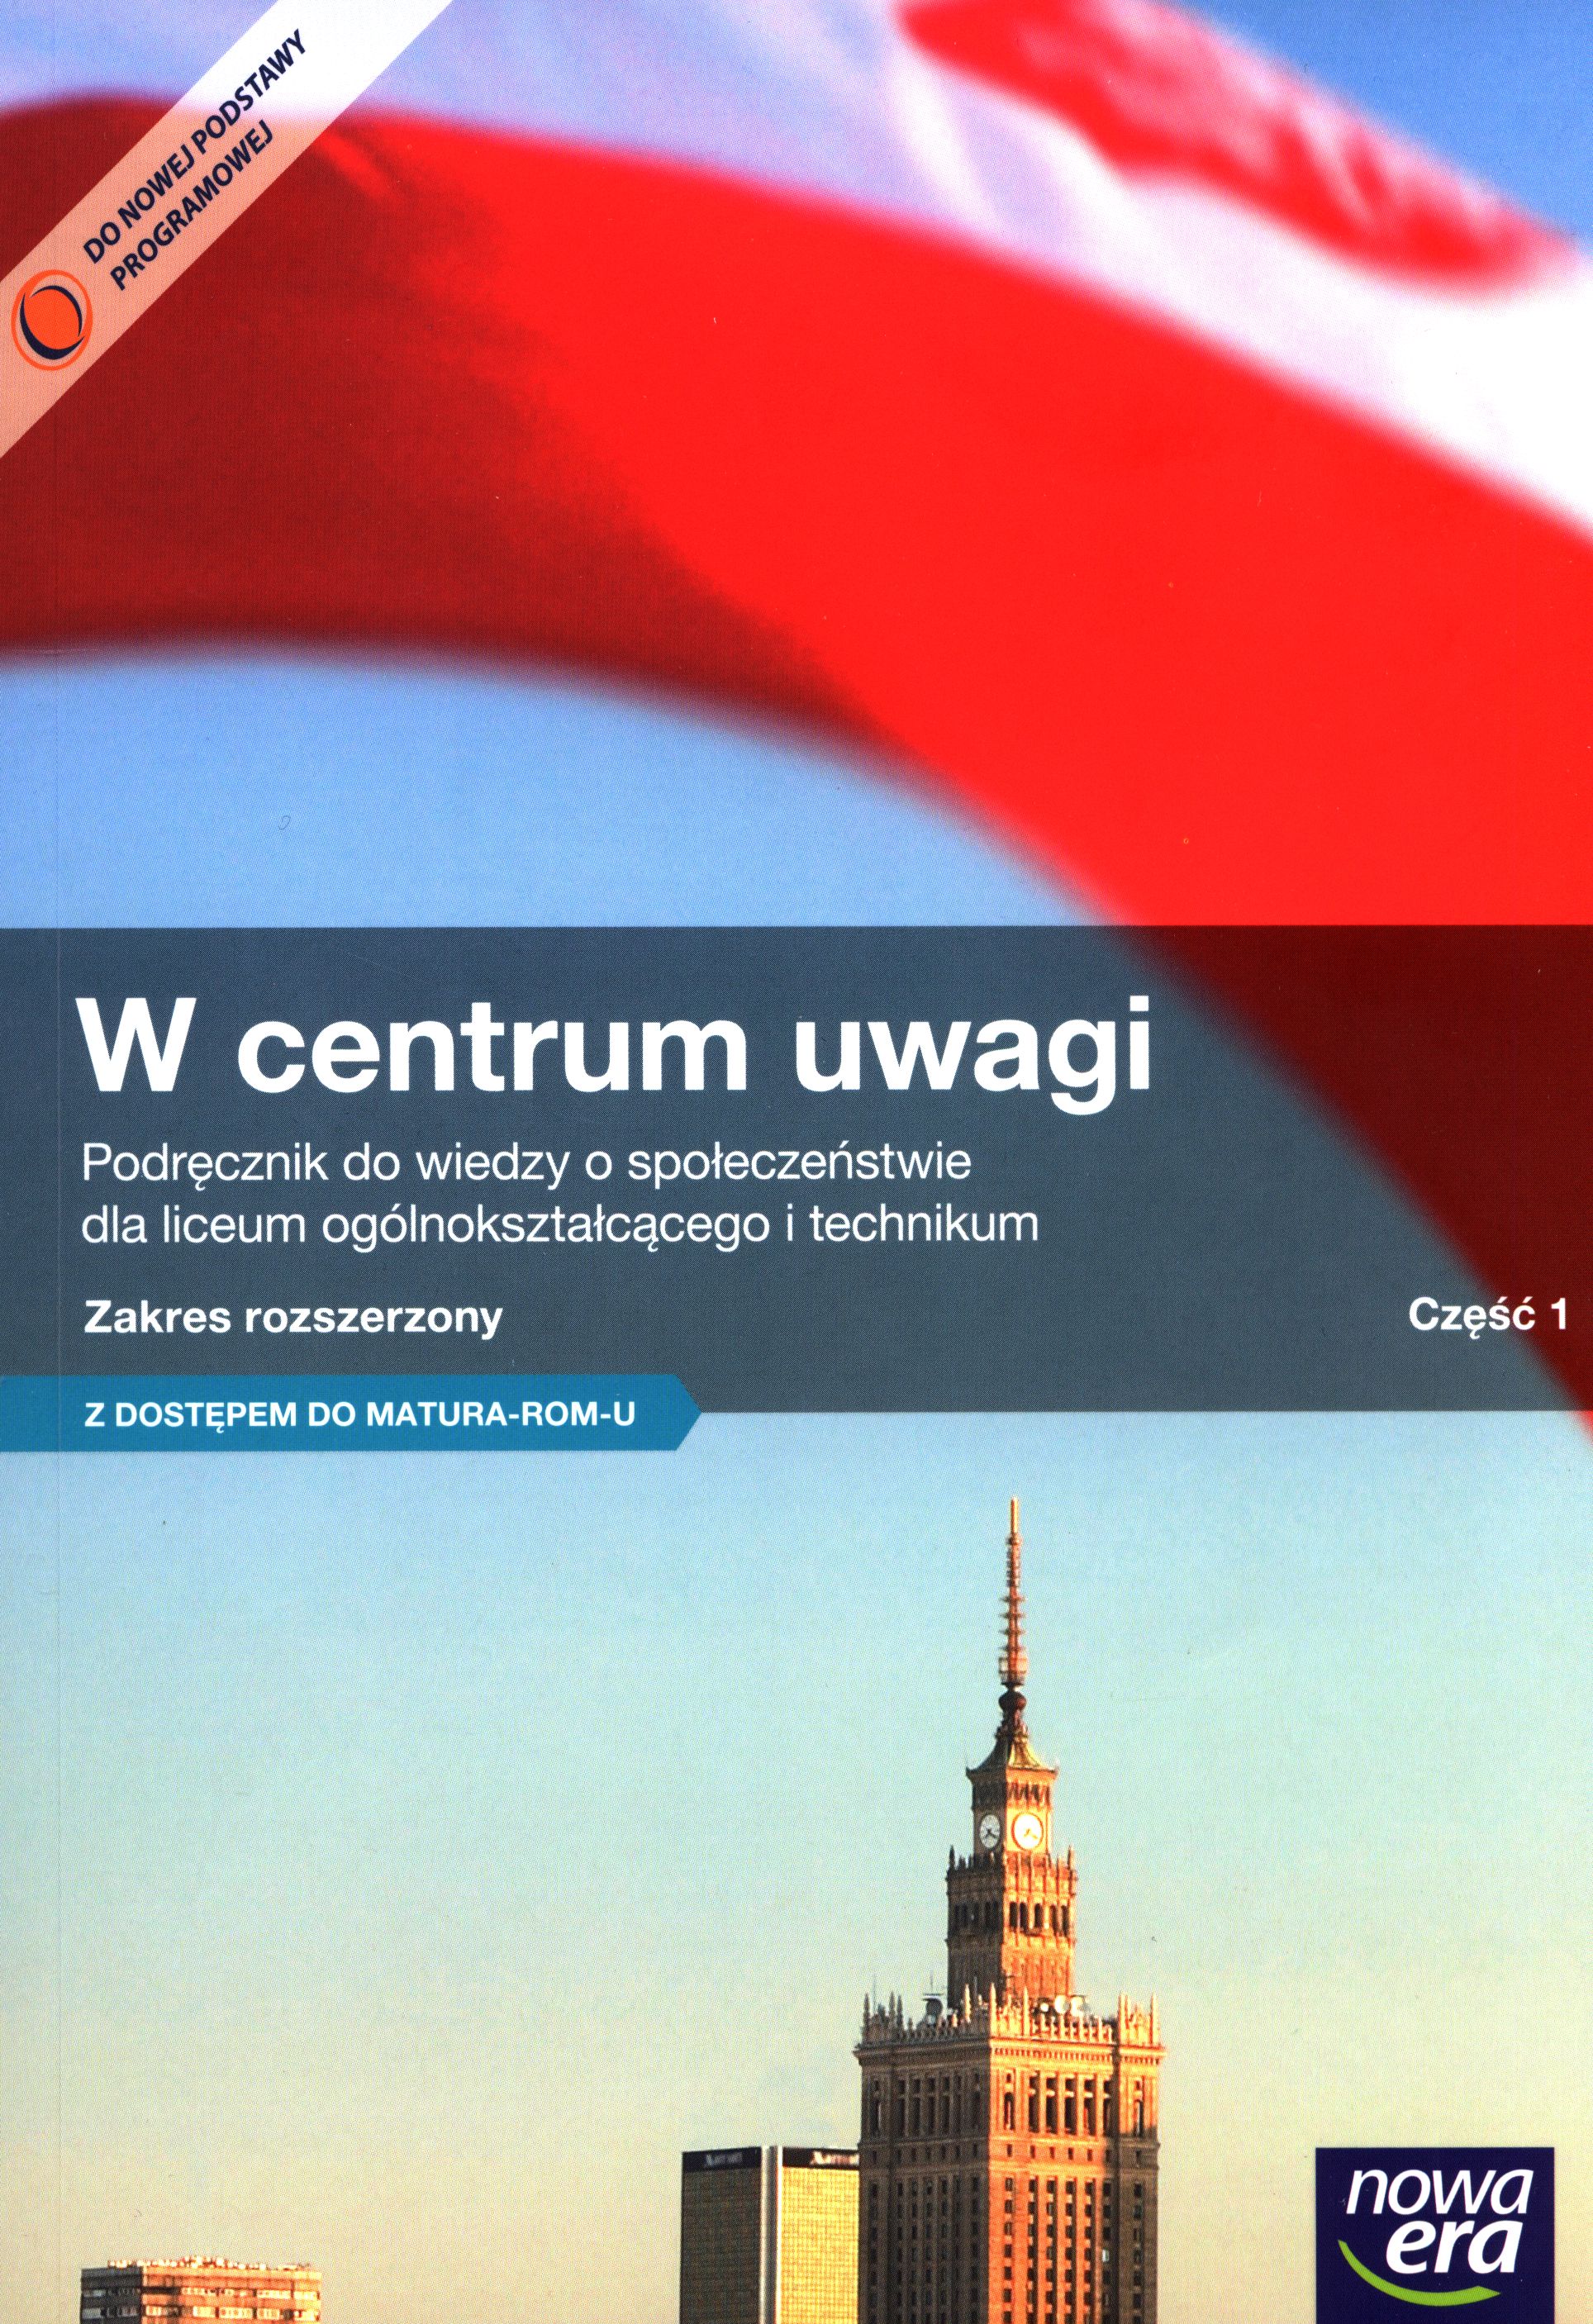 DO NOWEJ PODSTAWY
PROGRAMOWEJ
W centrum uwagi
Podręcznik do wiedzy o społeczeństwie
dla liceum ogólnokształcącego i technikum
Zakres rozszerzony
Część 1
Z DOSTĘPEM DO MATURA-ROM-U
nowa
era